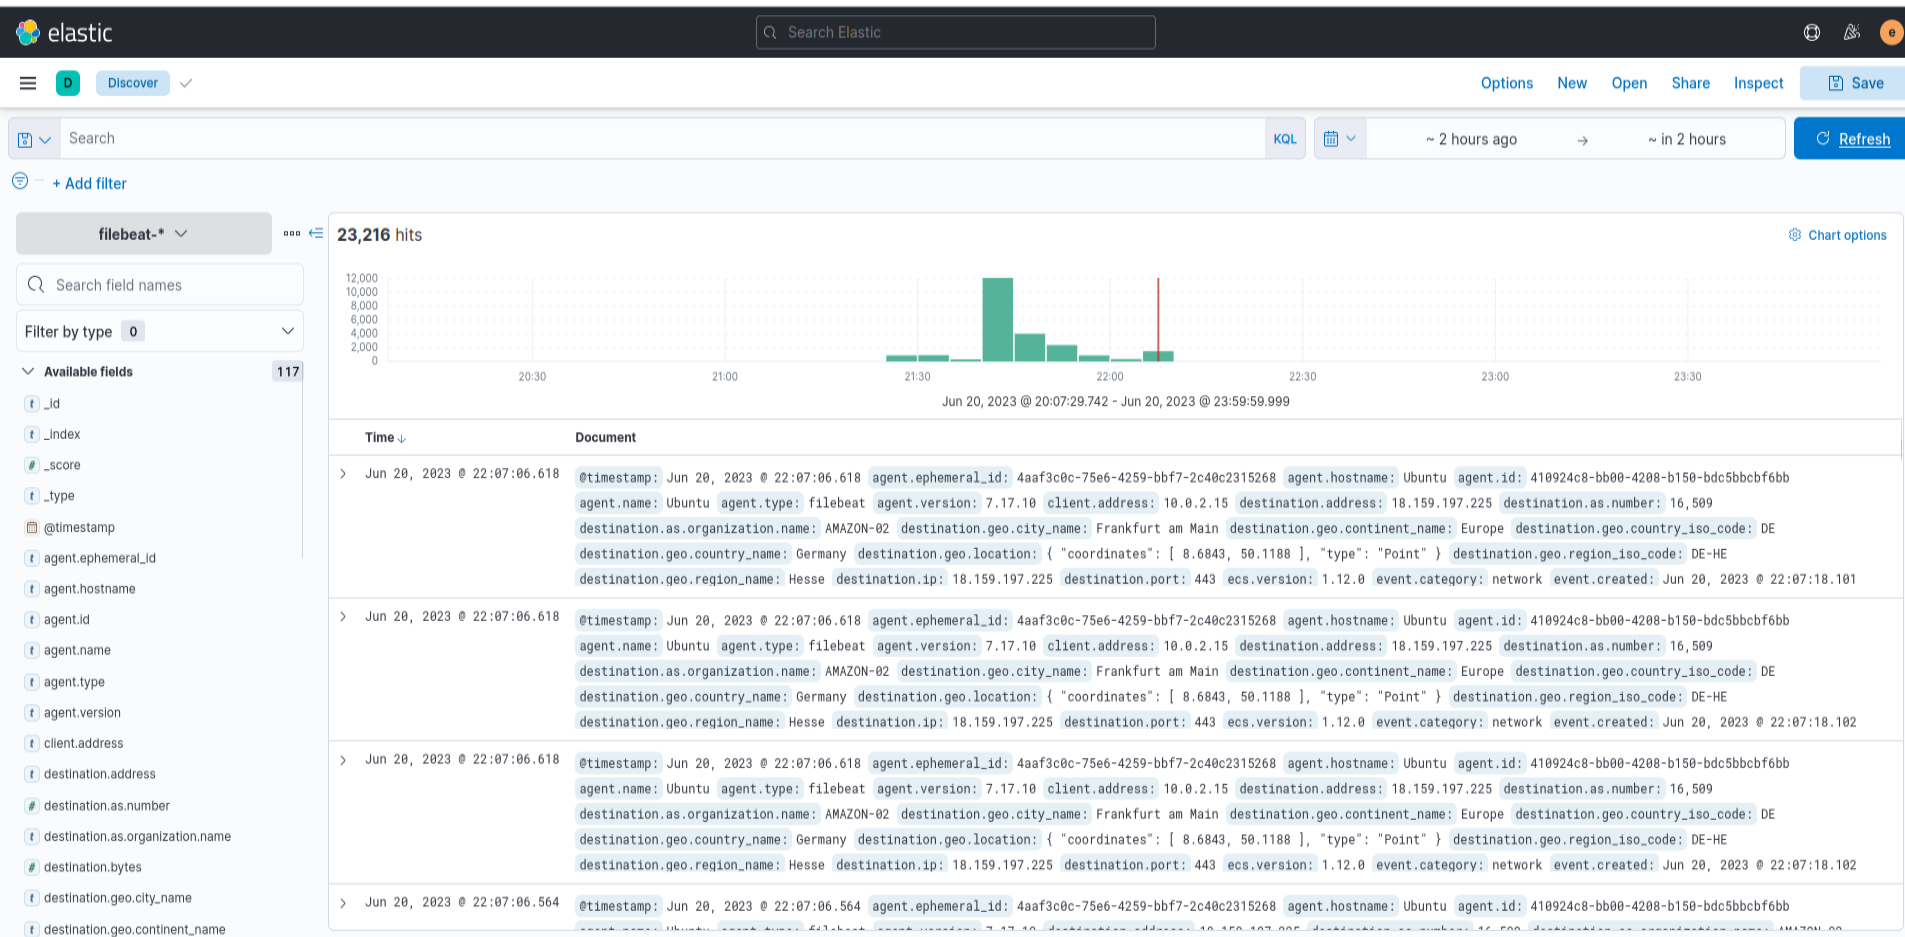 elastic
Search Elastic
e
D Discover
Options New Open Share Inspect Save
Search KQL ~ 2 hours ago → ~ in 2 hours Refresh
+ Add filter
filebeat-*
23,216 hits
Chart options
Search field names
Filter by type 0
Available fields 117
t _id
t _index
# _score
t _type
@timestamp
t agent.ephemeral_id
t agent.hostname
t agent.id
t agent.name
t agent.type
t agent.version
t client.address
t destination.address
# destination.as.number
t destination.as.organization.name
# destination.bytes
t destination.geo.city_name
t destination.geo.continent_name
12,000
10,000
8,000
6,000
4,000
2,000
0
20:30 21:00 21:30 22:00 22:30 23:00 23:30
Jun 20, 2023 @ 20:07:29.742 - Jun 20, 2023 @ 23:59:59.999
Time ↓ Document
Jun 20, 2023 @ 22:07:06.618 @timestamp: Jun 20, 2023 @ 22:07:06.618 agent.ephemeral_id: 4aaf3c0c-75e6-4259-bbf7-2c40c2315268 agent.hostname: Ubuntu agent.id: 410924c8-bb00-4208-b150-bdc5bbcbf6bb
agent.name: Ubuntu agent.type: filebeat agent.version: 7.17.10 client.address: 10.0.2.15 destination.address: 18.159.197.225 destination.as.number: 16,509
destination.as.organization.name: AMAZON-02 destination.geo.city_name: Frankfurt am Main destination.geo.continent_name: Europe destination.geo.country_iso_code: DE
destination.geo.country_name: Germany destination.geo.location: { "coordinates": [ 8.6843, 50.1188 ], "type": "Point" } destination.geo.region_iso_code: DE-HE
destination.geo.region_name: Hesse destination.ip: 18.159.197.225 destination.port: 443 ecs.version: 1.12.0 event.category: network event.created: Jun 20, 2023 @ 22:07:18.101
Jun 20, 2023 @ 22:07:06.618 @timestamp: Jun 20, 2023 @ 22:07:06.618 agent.ephemeral_id: 4aaf3c0c-75e6-4259-bbf7-2c40c2315268 agent.hostname: Ubuntu agent.id: 410924c8-bb00-4208-b150-bdc5bbcbf6bb
agent.name: Ubuntu agent.type: filebeat agent.version: 7.17.10 client.address: 10.0.2.15 destination.address: 18.159.197.225 destination.as.number: 16,509
destination.as.organization.name: AMAZON-02 destination.geo.city_name: Frankfurt am Main destination.geo.continent_name: Europe destination.geo.country_iso_code: DE
destination.geo.country_name: Germany destination.geo.location: { "coordinates": [ 8.6843, 50.1188 ], "type": "Point" } destination.geo.region_iso_code: DE-HE
destination.geo.region_name: Hesse destination.ip: 18.159.197.225 destination.port: 443 ecs.version: 1.12.0 event.category: network event.created: Jun 20, 2023 @ 22:07:18.102
Jun 20, 2023 @ 22:07:06.618 @timestamp: Jun 20, 2023 @ 22:07:06.618 agent.ephemeral_id: 4aaf3c0c-75e6-4259-bbf7-2c40c2315268 agent.hostname: Ubuntu agent.id: 410924c8-bb00-4208-b150-bdc5bbcbf6bb
agent.name: Ubuntu agent.type: filebeat agent.version: 7.17.10 client.address: 10.0.2.15 destination.address: 18.159.197.225 destination.as.number: 16,509
destination.as.organization.name: AMAZON-02 destination.geo.city_name: Frankfurt am Main destination.geo.continent_name: Europe destination.geo.country_iso_code: DE
destination.geo.country_name: Germany destination.geo.location: { "coordinates": [ 8.6843, 50.1188 ], "type": "Point" } destination.geo.region_iso_code: DE-HE
destination.geo.region_name: Hesse destination.ip: 18.159.197.225 destination.port: 443 ecs.version: 1.12.0 event.category: network event.created: Jun 20, 2023 @ 22:07:18.102
Jun 20, 2023 @ 22:07:06.564 @timestamp: Jun 20, 2023 @ 22:07:06.564 agent.ephemeral_id: 4aaf3c0c-75e6-4259-bbf7-2c40c2315268 agent.hostname: Ubuntu agent.id: 410924c8-bb00-4208-b150-bdc5bbcbf6bb